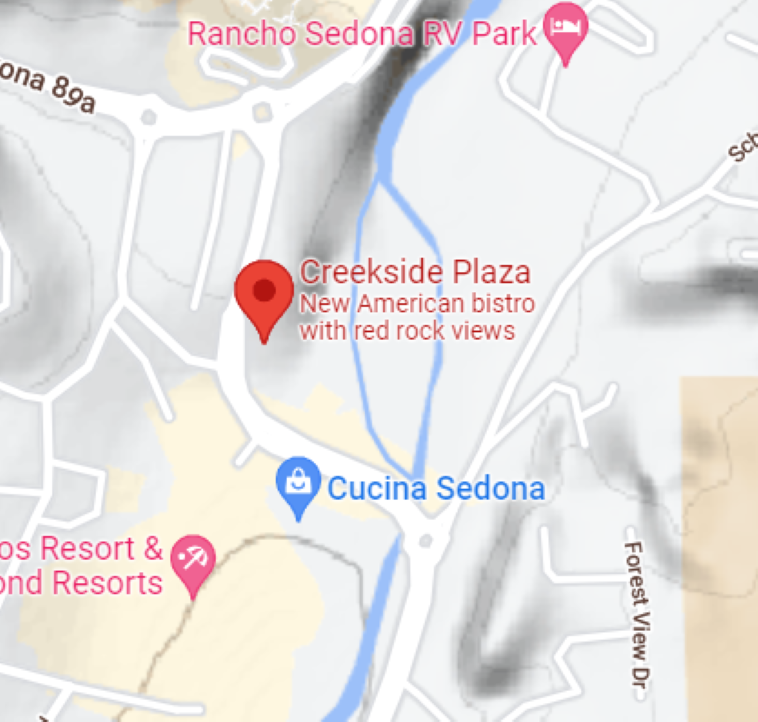 Rancho Sedona RV Park
ona 89a
Sch
Creekside Plaza
New American bistro
with red rock views
Cucina Sedona
os Resort &
ond Resorts
Forest View Dr